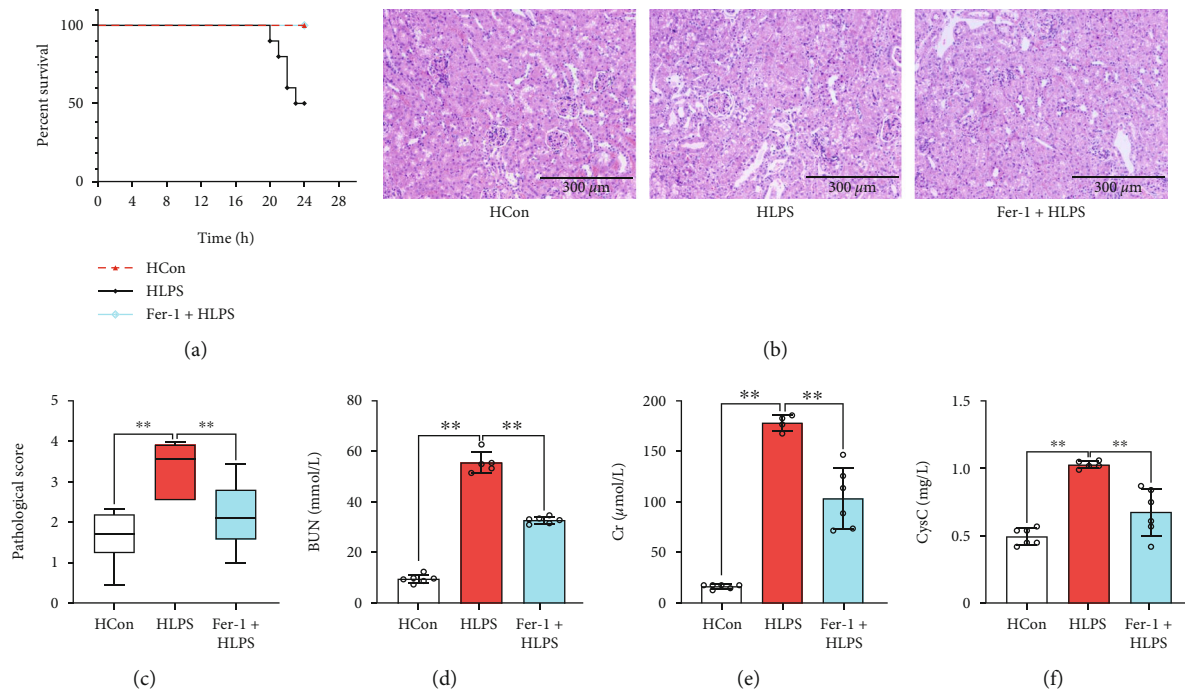 100
50
0
Percent survival
0 4 8 12 16 20 24 28
Time (h)
HCon
HLPS
Fer-1 + HLPS
(a)
300 µm
HCon
300 µm
HLPS
300 µm
Fer-1 + HLPS
(b)
5
4
3
2
1
0
Pathological score
** **
HCon
HLPS
Fer-1 +
HLPS
(c)
80
60
40
20
0
BUN (mmol/L)
** **
HCon
HLPS
Fer-1 +
HLPS
(d)
200
150
100
50
0
Cr (µmol/L)
** **
HCon
HLPS
Fer-1 +
HLPS
(e)
1.5
1.0
0.5
0.0
CysC (mg/L)
** **
HCon
HLPS
Fer-1 +
HLPS
(f)